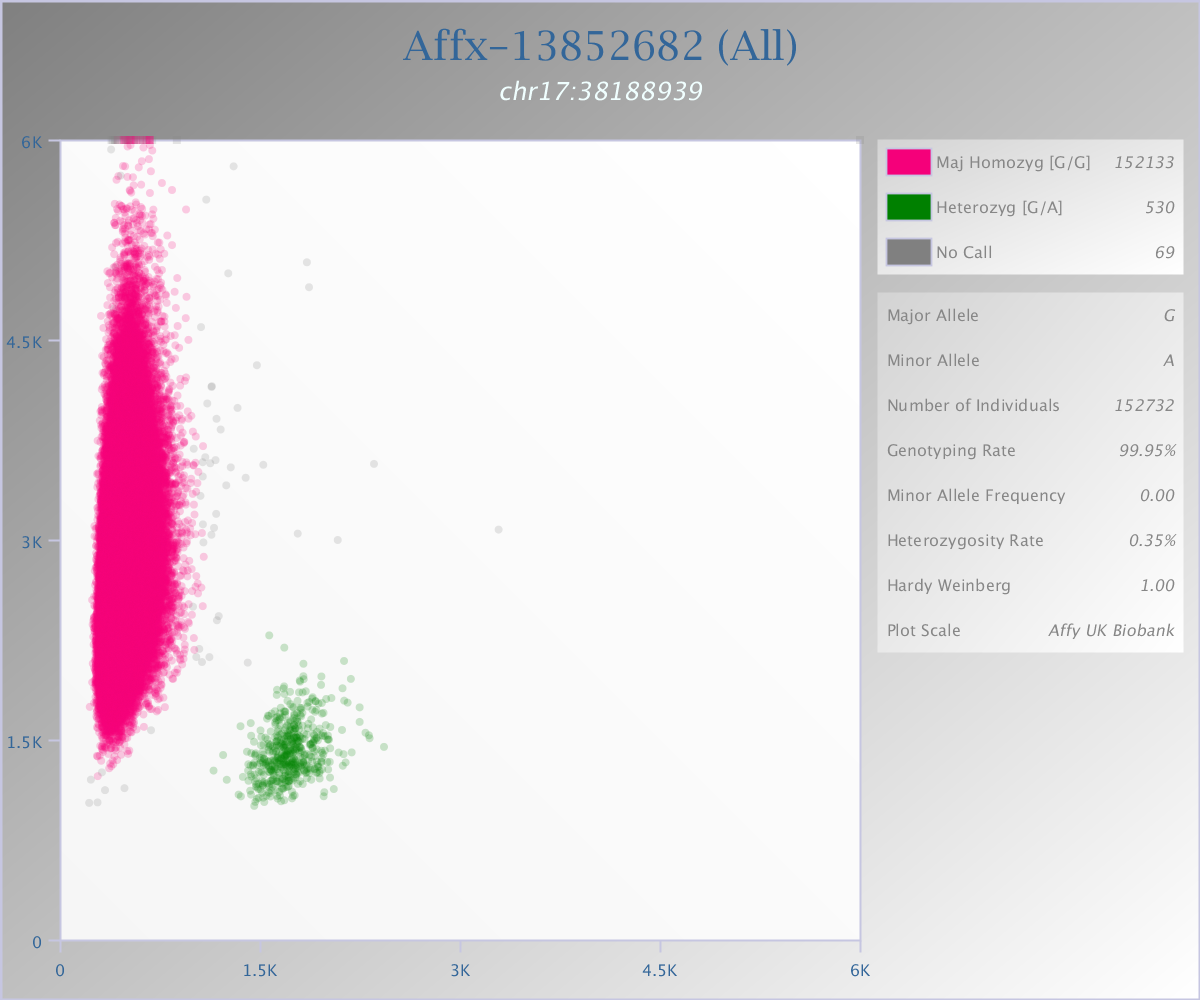 Affx-13852682 (All)
chr17:38188939
6K
4.5K
3K
1.5K
0
0 1.5K 3K 4.5K 6K
Maj Homozyg [G/G] 152133
Heterozyg [G/A] 530
No Call 69
Major Allele G
Minor Allele A
Number of Individuals 152732
Genotyping Rate 99.95%
Minor Allele Frequency 0.00
Heterozygosity Rate 0.35%
Hardy Weinberg 1.00
Plot Scale Affy UK Biobank